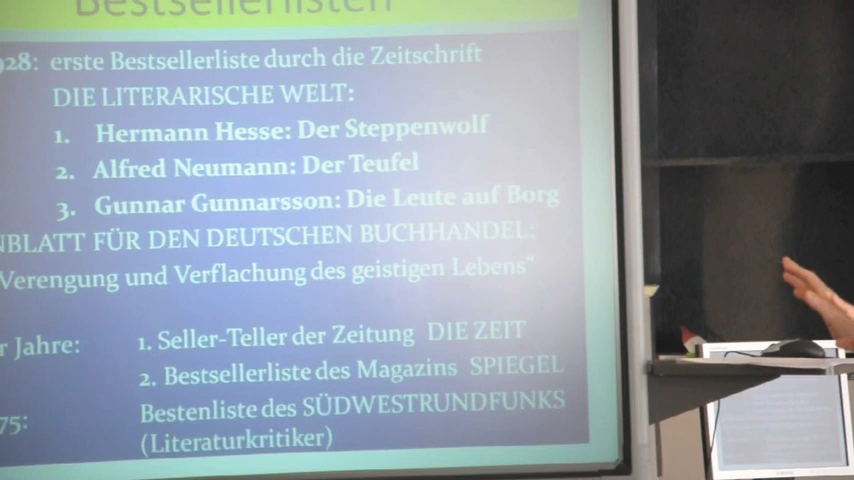 Bestsellerlisten
928: erste Bestsellerliste durch die Zeitschrift
DIE LITERARISCHE WELT:
1. Hermann Hesse: Der Steppenwolf
2. Alfred Neumann: Der Teufel
3. Gunnar Gunnarsson: Die Leute auf Borg
NBLATT FÜR DEN DEUTSCHEN BUCHHANDEL:
Verengung und Verflachung des geistigen Lebens"
r Jahre: 1. Seller-Teller der Zeitung DIE ZEIT
2. Bestsellerliste des Magazins SPIEGEL
75: Bestenliste des SÜDWESTRUNDFUNKS
(Literaturkritiker)